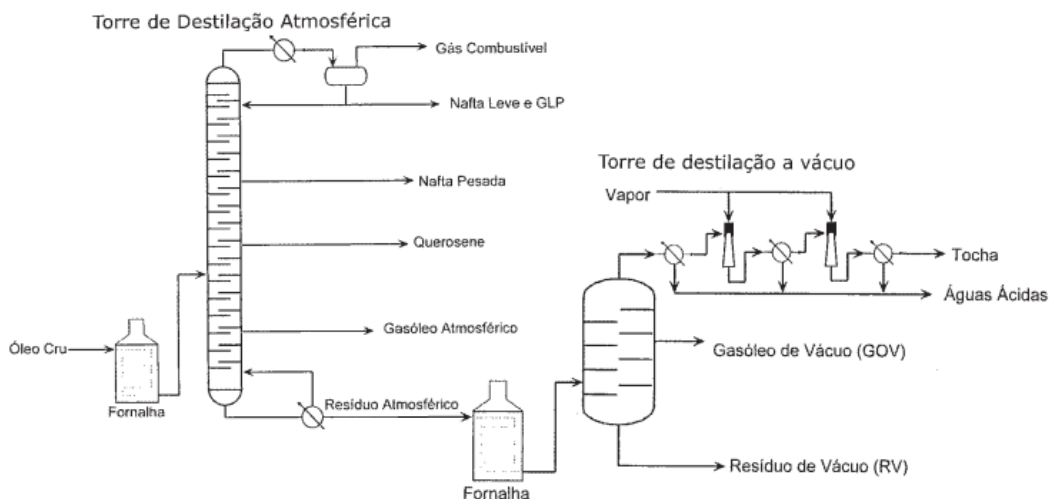 Torre de Destilação Atmosférica
Gás Combustível
Nafta Leve e GLP
Nafta Pesada
Querosene
Gasóleo Atmosférico
Óleo Cru
Fornalha
Resíduo Atmosférico
Fornalha
Torre de destilação a vácuo
Vapor
Tocha
Águas Ácidas
Gasóleo de Vácuo (GOV)
Resíduo de Vácuo (RV)